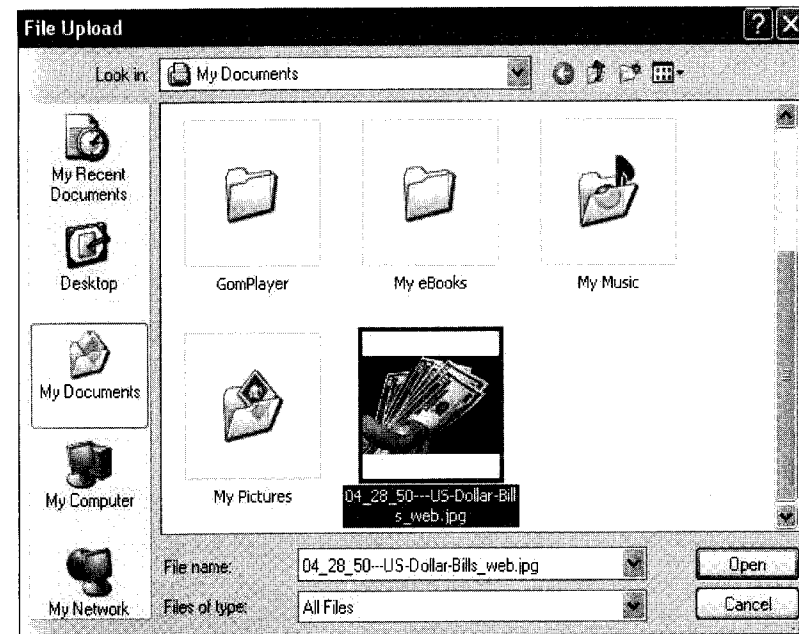 File Upload
Look in: My Documents
My Recent
Documents
Desktop
My Documents
My Computer
My Network
GomPlayer
My eBooks
My Music
My Pictures
04_28_50---US-Dollar-Bill
s_web.jpg
File name: 04_28_50---US-Dollar-Bills_web.jpg Open
Files of type: All Files Cancel